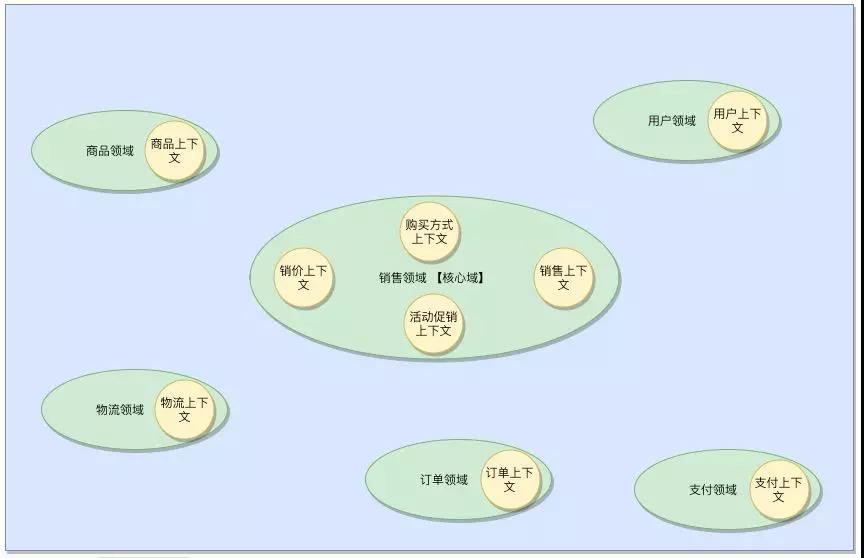 用户领域
用户上下
文
商品领域
商品上下
文
购买方式
上下文
销价上下
文
销售领域 【核心域】
销售上下
文
活动促销
上下文
物流领域
物流上下
文
订单领域
订单上下
文
支付领域
支付上下
文